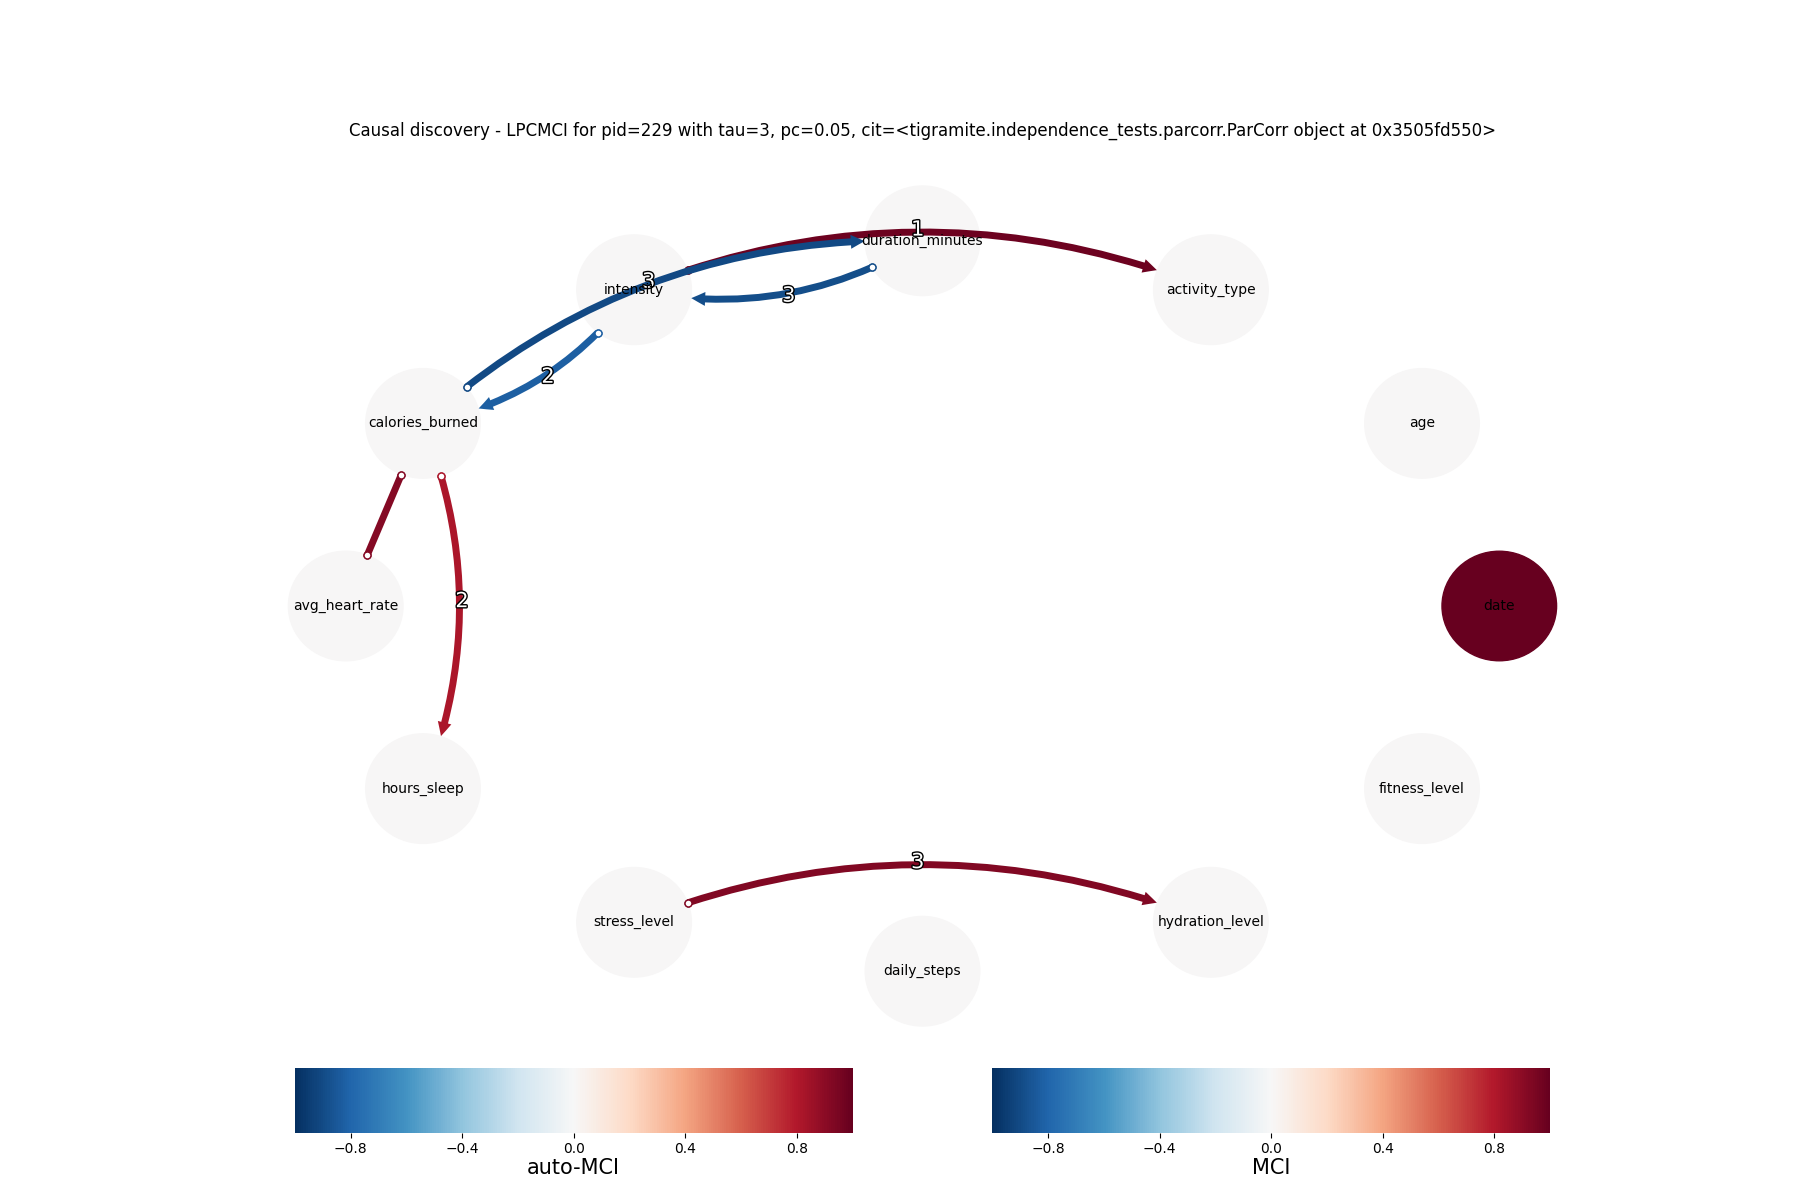 Causal discovery - LPCMCI for pid=229 with tau=3, pc=0.05, cit=<tigramite.independence_tests.parcorr.ParCorr object at 0x3505fd550>
1
duration_minutes
3
intensity
3
activity_type
2
calories_burned
age
2
avg_heart_rate
date
hours_sleep
fitness_level
3
stress_level
hydration_level
daily_steps
−0.8 −0.4 0.0 0.4 0.8
auto-MCI
−0.8 −0.4 0.0 0.4 0.8
MCI